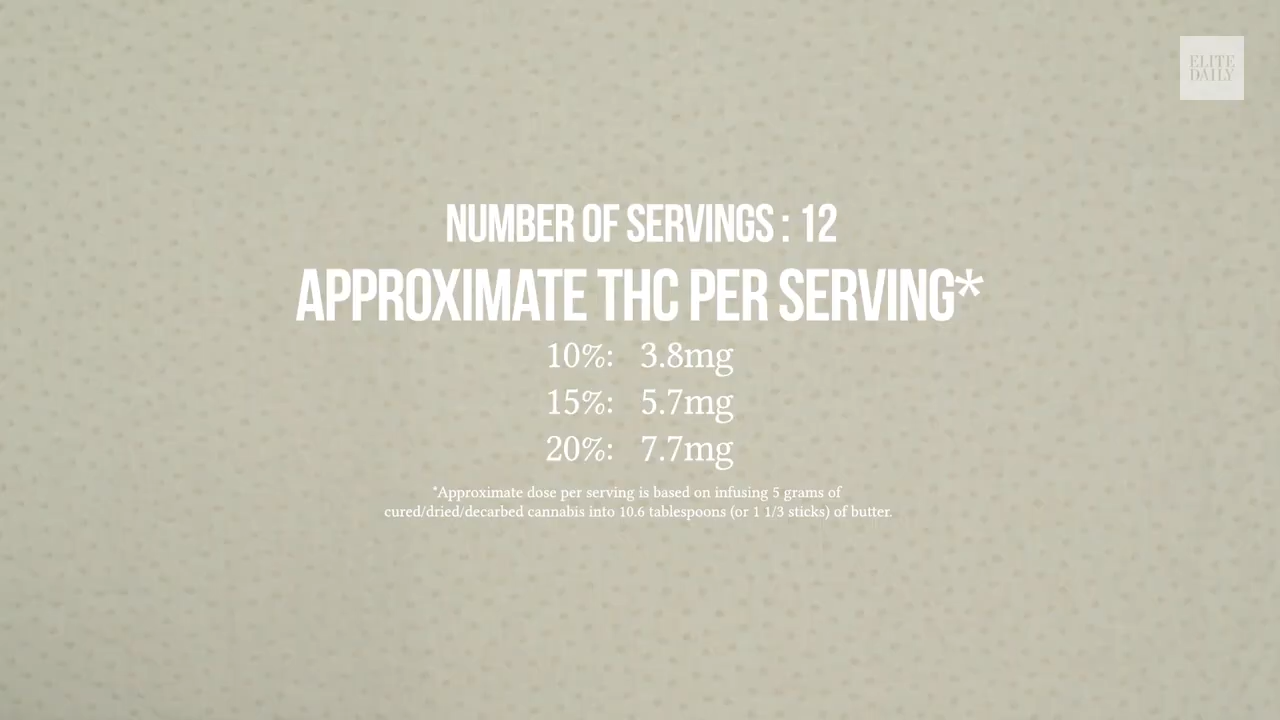 ELITE
DAILY
NUMBER OF SERVINGS : 12
APPROXIMATE THC PER SERVING*
10%: 3.8mg
15%: 5.7mg
20%: 7.7mg
*Approximate dose per serving is based on infusing 5 grams of
cured/dried/decarbed cannabis into 10.6 tablespoons (or 1 1/3 sticks) of butter.